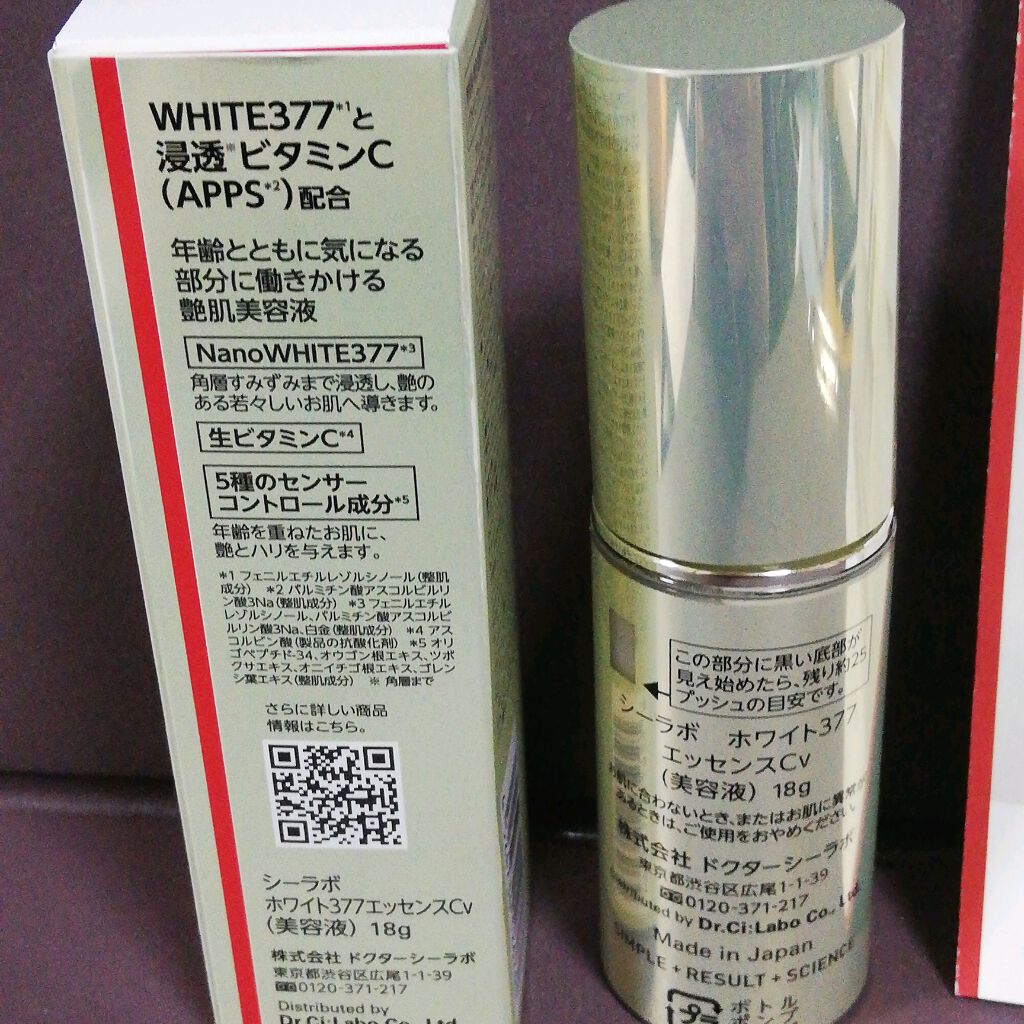 WHITE377*1と
浸透※ビタミンC
(APPS*2)配合
年齢とともに気になる
部分に働きかける
艶肌美容液
NanoWHITE377*3
角層すみずみまで浸透し、艶の
ある若々しいお肌へ導きます。
生ビタミンC*4
5種のセンサー
コントロール成分*5
年齢を重ねたお肌に、
艶とハリを与えます。
*1 フェニルエチルレゾルシノール(整肌
成分) *2 パルミチン酸アスコルビルリ
ン酸3Na(整肌成分) *3 フェニルエチル
レゾルシノール、パルミチン酸アスコルビ
ルリン酸3Na、白金(整肌成分) *4 アス
コルビン酸(製品の抗酸化剤) *5 オリ
ゴペプチド-34、オウゴン根エキス、ツボ
クサエキス、オニイチゴ根エキス、ゴレン
シ葉エキス(整肌成分) ※ 角層まで
さらに詳しい商品
情報はこちら。
シーラボ
ホワイト377エッセンスCv
(美容液) 18g
株式会社 ドクターシーラボ
東京都渋谷区広尾1-1-39
0120-371-217
Distributed by
Dr.Ci:Labo Co., Ltd.
この部分に黒い底部が
見え始めたら、残り約25
プッシュの目安です。
シーラボ ホワイト377
エッセンスCv
(美容液) 18g
お肌に合わないとき、またはお肌に異常が
あるときは、ご使用をおやめください。
株式会社 ドクターシーラボ
東京都渋谷区広尾1-1-39
0120-371-217
Distributed by Dr.Ci:Labo Co., Ltd.
Made in Japan
SIMPLE + RESULT + SCIENCE
ボトル
ポンプ